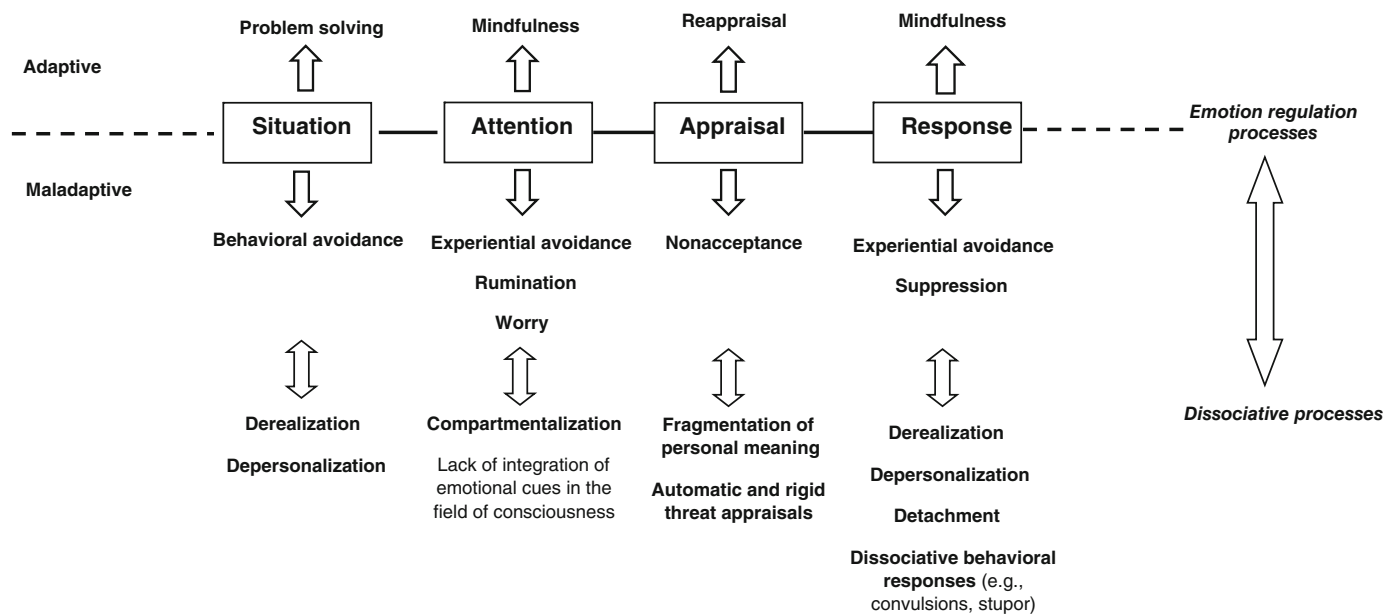 Problem solving
Mindfulness
Reappraisal
Mindfulness
Adaptive
Situation
Attention
Appraisal
Response
Emotion regulation
processes
Maladaptive
Behavioral avoidance
Experiential avoidance
Rumination
Worry
Nonacceptance
Experiential avoidance
Suppression
Derealization
Depersonalization
Compartmentalization
Lack of integration of
emotional cues in the
field of consciousness
Fragmentation of
personal meaning
Automatic and rigid
threat appraisals
Derealization
Depersonalization
Detachment
Dissociative behavioral
responses (e.g.,
convulsions, stupor)
Dissociative processes